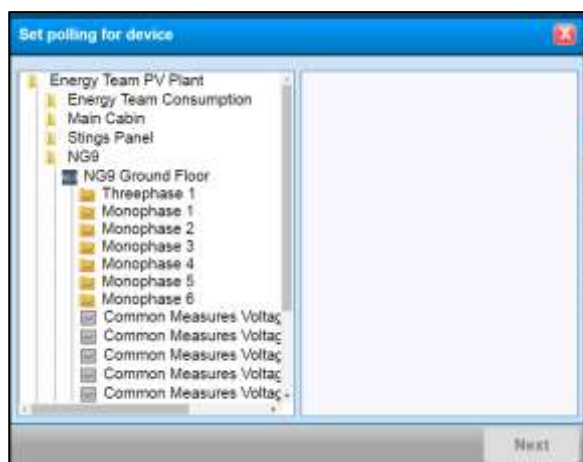 Set polling for device
Energy Team PV Plant
Energy Team Consumption
Main Cabin
Stings Panel
NG9
NG9 Ground Floor
Threephase 1
Monophase 1
Monophase 2
Monophase 3
Monophase 4
Monophase 5
Monophase 6
Common Measures Voltag
Common Measures Voltag
Common Measures Voltag
Common Measures Voltag
Common Measures Voltag
Next